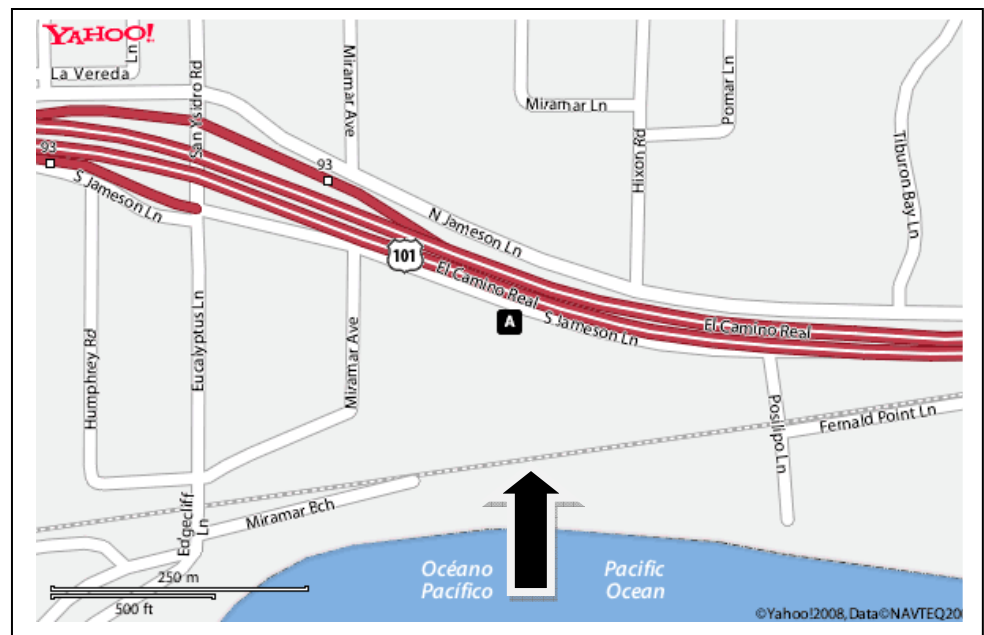 YAHOO!
Ln
La Vereda
San Ysidro Rd
Miramar Ave
Miramar Ln
Pomar Ln
Hixon Rd
Tiburon Bay Ln
93
93
S Jameson Ln
N Jameson Ln
101
El Camino Real
A
S Jameson Ln
El Camino Real
Humphrey Rd
Eucalyptus Ln
Miramar Ave
Posilipo Ln
Fernald Point Ln
Edgecliff
Ln
Miramar Bch
250 m
500 ft
Océano
Pacífico
Pacific
Ocean
©Yahoo!2008, Data©NAVTEQ200